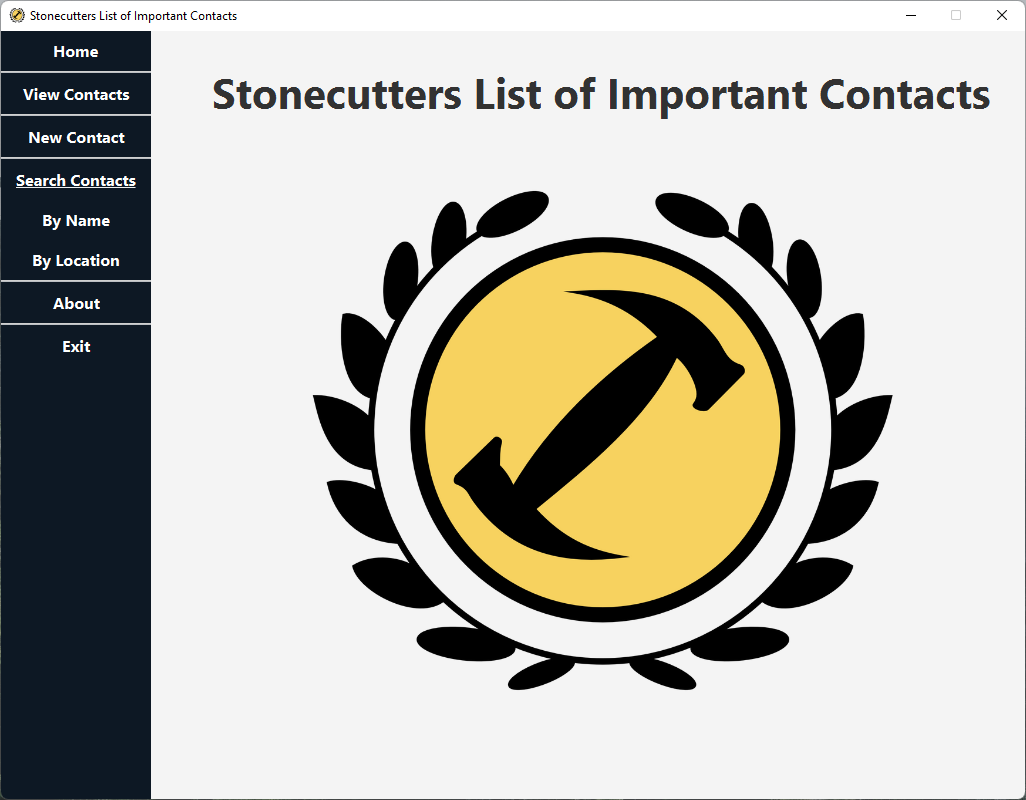 Stonecutters List of Important Contacts
Home
View Contacts
New Contact
Search Contacts
By Name
By Location
About
Exit
Stonecutters List of Important Contacts